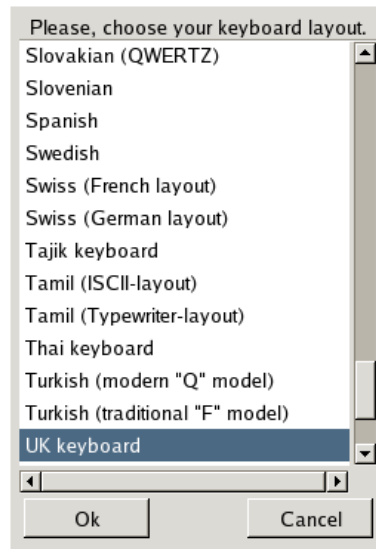 Please, choose your keyboard layout.
Slovakian (QWERTZ)
Slovenian
Spanish
Swedish
Swiss (French layout)
Swiss (German layout)
Tajik keyboard
Tamil (ISCII-layout)
Tamil (Typewriter-layout)
Thai keyboard
Turkish (modern "Q" model)
Turkish (traditional "F" model)
UK keyboard
Ok Cancel